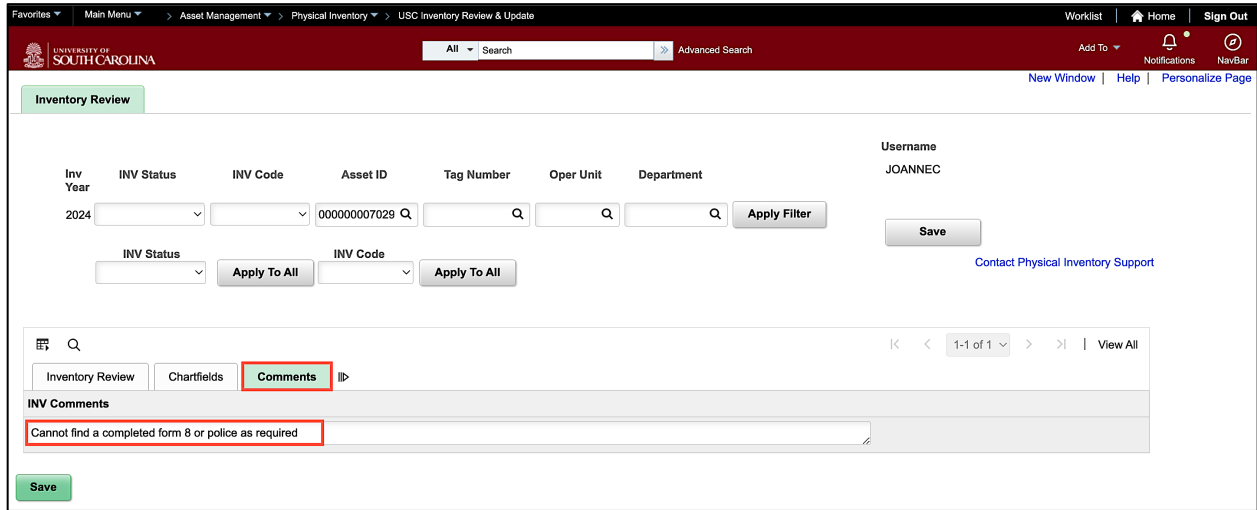 Favorites Main Menu > Asset Management > Physical Inventory > USC Inventory Review & Update Worklist Home Sign Out
UNIVERSITY OF
SOUTH CAROLINA
All Search Advanced Search Add To Notifications NavBar
New Window | Help | Personalize Page
Inventory Review
Username
JOANNEC
Inv Year INV Status INV Code Asset ID Tag Number Oper Unit Department
2024 000000007029 Apply Filter
Save
INV Status INV Code
Apply To All Apply To All
Contact Physical Inventory Support
1-1 of 1 | View All
Inventory Review Chartfields Comments
INV Comments
Cannot find a completed form 8 or police as required
Save